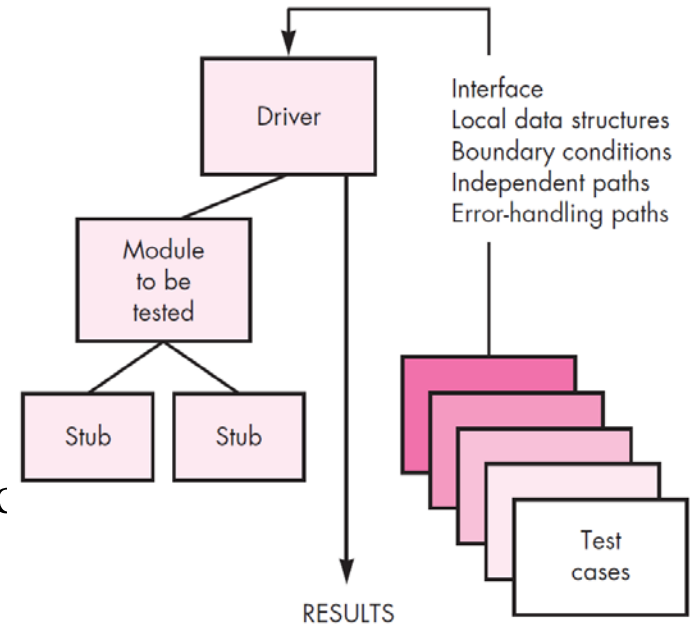 Driver
Interface
Local data structures
Boundary conditions
Independent paths
Error-handling paths
Module
to be
tested
Stub
Stub
Test
cases
RESULTS